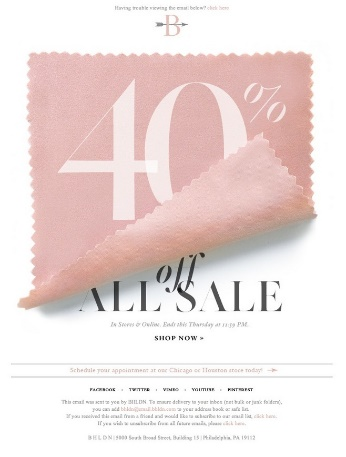 Having trouble viewing the email below? click here.
B
40%
off
ALL SALE
In Stores & Online. Ends this Thursday at 11:59 PM.
SHOP NOW >
Schedule your appointment at our Chicago or Houston store today!
FACEBOOK • TWITTER • VIMEO • YOUTUBE • PINTEREST
This email was sent to you by BHLDN. To ensure delivery to your inbox (not bulk or junk folders),
you can add bhldn@email.bhldn.com to your address book or safe list.
If you received this email from a friend and would like to subscribe to our email list, click here.
If you wish to unsubscribe from all future emails, please click here.
B H L D N | 5000 South Broad Street, Building 15 | Philadelphia, PA 19112